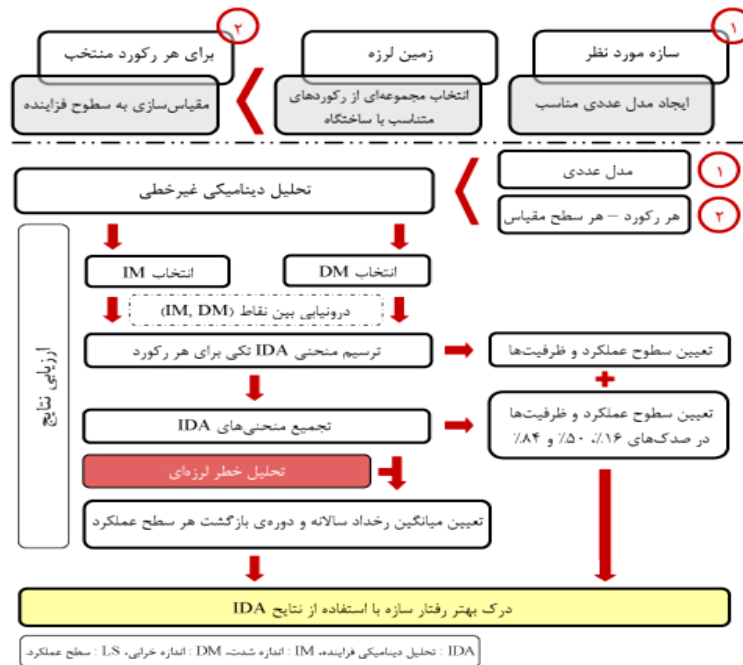 ۱
سازه مورد نظر
ایجاد مدل عددی مناسب
زمین لرزه
انتخاب مجموعه‌ای از رکوردهای
متناسب با ساختگاه
۲
برای هر رکورد منتخب
مقیاس‌سازی به سطوح فزاینده
۱
مدل عددی
۲
هر رکورد – هر سطح مقیاس
تحلیل دینامیکی غیرخطی
ارزیابی نتایج
انتخاب DM
انتخاب IM
درونیابی بین نقاط (IM, DM)
ترسیم منحنی IDA تکی برای هر رکورد
تعیین سطوح عملکرد و ظرفیت‌ها
تجمیع منحنی‌های IDA
تعیین سطوح عملکرد و ظرفیت‌ها
در صدک‌های ۱۶٪، ۵۰٪ و ۸۴٪
تحلیل خطر لرزه‌ای
تعیین میانگین رخداد سالانه و دوره‌ی بازگشت هر سطح عملکرد
درک بهتر رفتار سازه با استفاده از نتایج IDA
IDA : تحلیل دینامیکی فزاینده، IM : اندازه شدت، DM : اندازه خرابی، LS : سطح عملکرد.